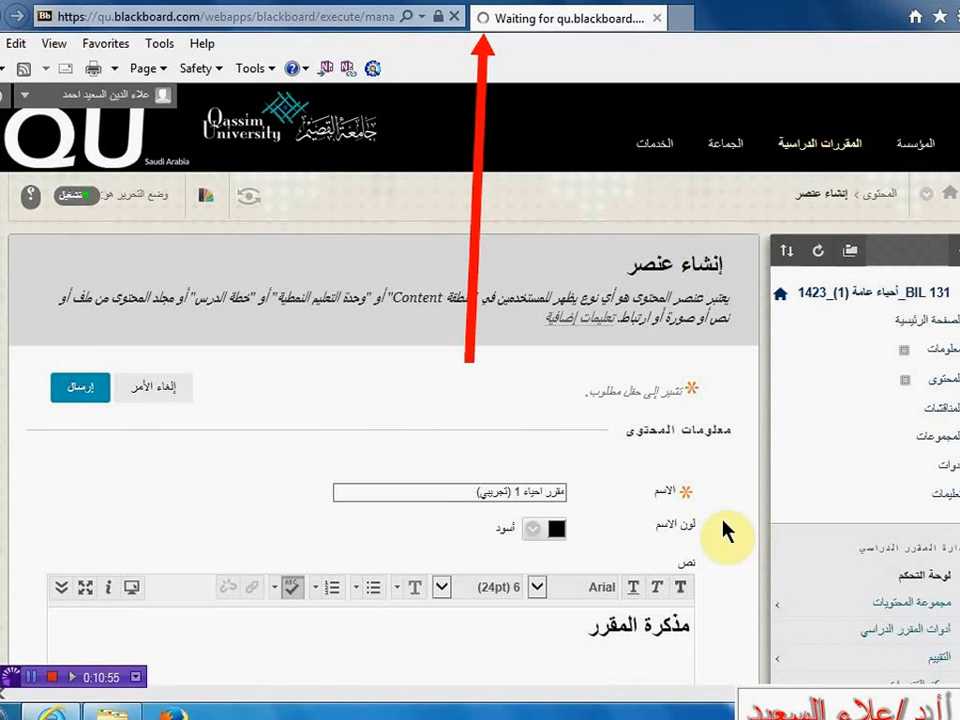 https://qu.blackboard.com/webapps/blackboard/execute/mana
Waiting for qu.blackboard....
Edit View Favorites Tools Help
Page Safety Tools
علاء الدين السعيد احمد
QU
Saudi Arabia
Qassim University
جامعة القصيم
المؤسسة المقررات الدراسية الجماعة الخدمات
المحتوى > إنشاء عنصر
وضع التحرير هو: تشغيل
إنشاء عنصر
يعتبر عنصر المحتوى هو أي نوع يظهر للمستخدمين في "منطقة Content" أو "وحدة التعليم النمطية" أو "خطة الدرس" أو مجلد المحتوى من ملف أو
نص أو صورة أو ارتباط. تعليمات إضافية
تشير إلى حقل مطلوب.
إلغاء الأمر إرسال
معلومات المحتوى
الاسم
مقرر احياء 1 (تجريبي)
لون الاسم
أسود
نص
T T T Arial 6 (24pt) T
مذكرة المقرر
BIL 131_أحياء عامة (1)_1423
الصفحة الرئيسية
معلومات
المحتوى
المناقشات
المجموعات
أدوات
تعليمات
إدارة المقرر الدراسي
لوحة التحكم
مجموعة المحتويات
أدوات المقرر الدراسي
التقييم
0:10:55
أ.د/علاء السعيد